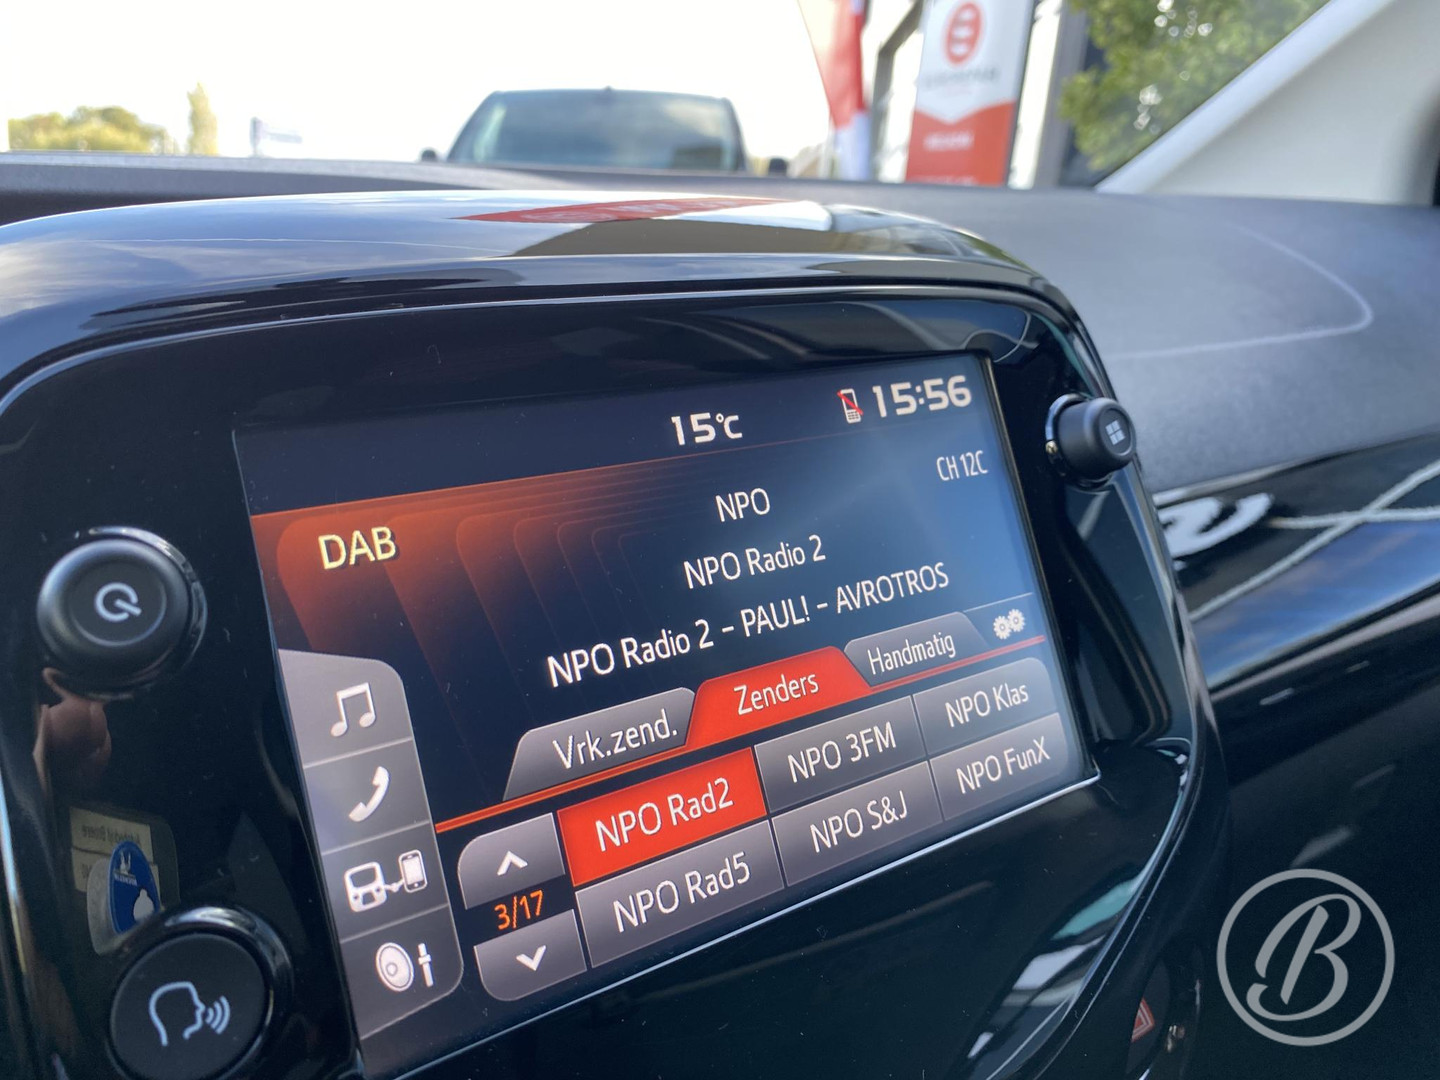 15°C
15:56
CH 12C
DAB
NPO
NPO Radio 2
NPO Radio 2 - PAUL! - AVROTROS
Vrk.zend.
Zenders
Handmatig
NPO Rad2
NPO 3FM
NPO Klas
3/17
NPO Rad5
NPO S&J
NPO FunX
B